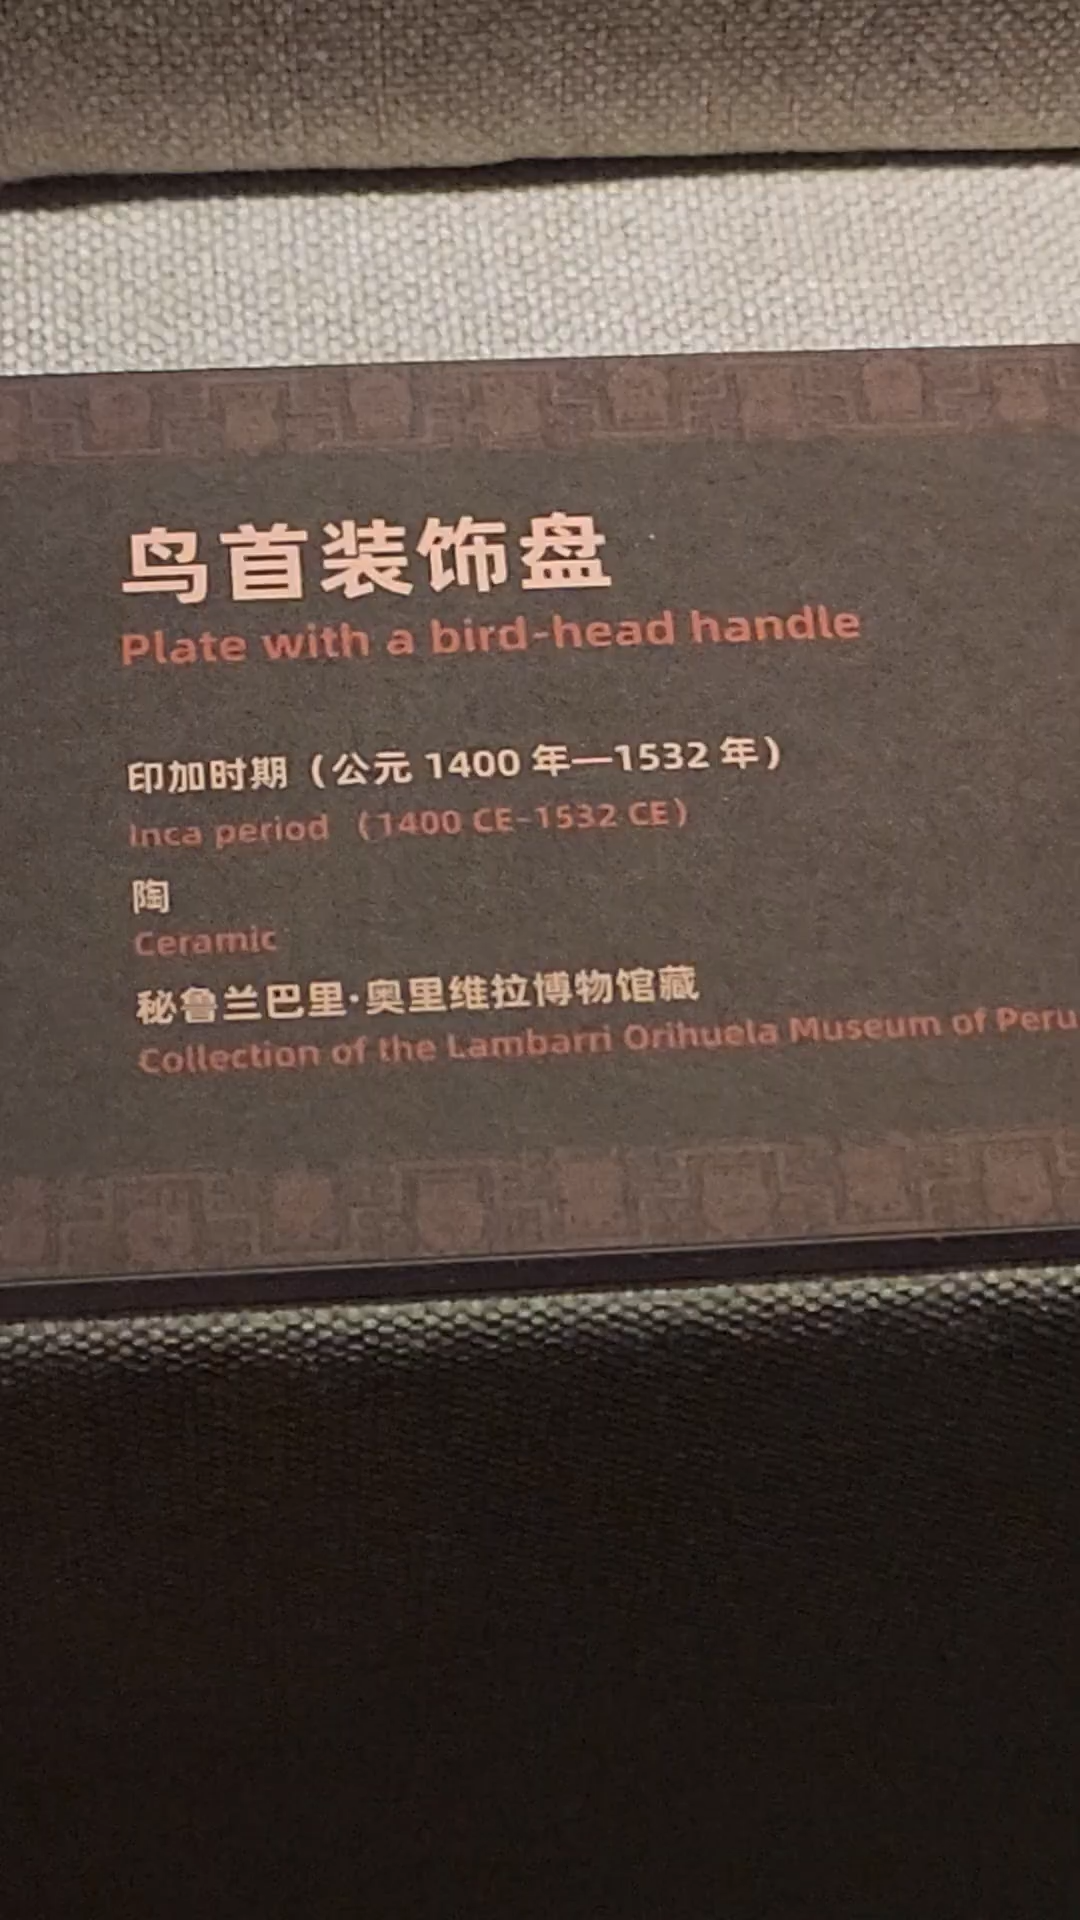 鸟首装饰盘
Plate with a bird-head handle
印加时期（公元 1400 年—1532 年）
Inca period（1400 CE-1532 CE）
陶
Ceramic
秘鲁兰巴里·奥里维拉博物馆藏
Collection of the Lambarri Orihuela Museum of Peru